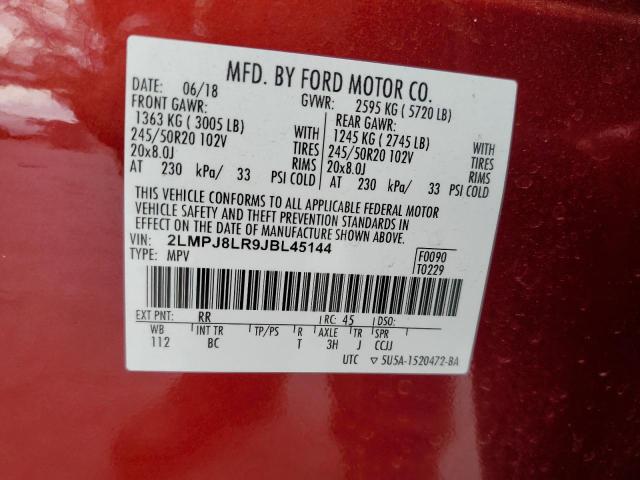 MFD. BY FORD MOTOR CO.
DATE: 06/18 GVWR: 2595 KG ( 5720 LB)
FRONT GAWR: REAR GAWR:
1363 KG ( 3005 LB) WITH 1245 KG ( 2745 LB) WITH
245/50R20 102V TIRES 245/50R20 102V TIRES
20x8.0J RIMS 20x8.0J RIMS
AT 230 kPa/ 33 PSI COLD AT 230 kPa/ 33 PSI COLD
THIS VEHICLE CONFORMS TO ALL APPLICABLE FEDERAL MOTOR
VEHICLE SAFETY AND THEFT PREVENTION STANDARDS IN
EFFECT ON THE DATE OF MANUFACTURE SHOWN ABOVE.
VIN: 2LMPJ8LR9JBL45144 F0090
TYPE: MPV T0229
EXT PNT: RR RC: 45 DSO:
WB INT TR TP/PS R AXLE TR SPR
112 BC T 3H J CCJJ
UTC ▽ 5U5A-1520472-BA